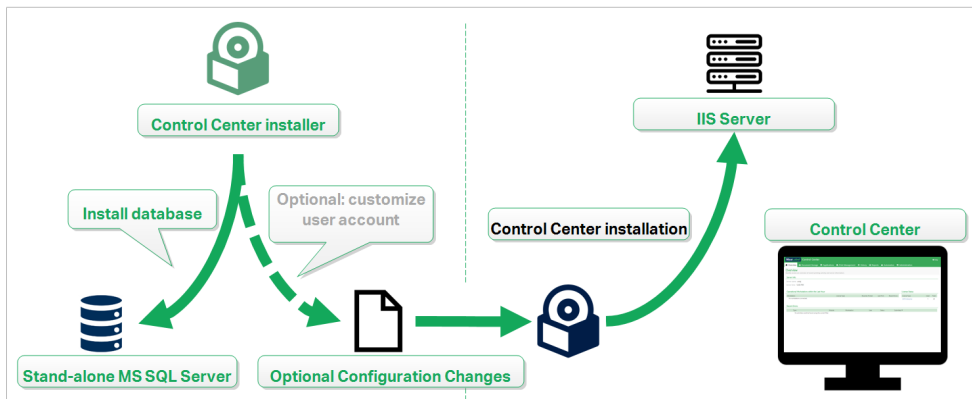 Control Center installer
IIS Server
Install database
Optional: customize
user account
Control Center installation
Control Center
Stand-alone MS SQL Server
Optional Configuration Changes